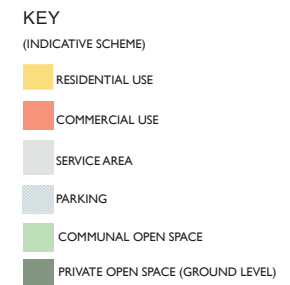 KEY
(INDICATIVE SCHEME)
RESIDENTIAL USE
COMMERCIAL USE
SERVICE AREA
PARKING
COMMUNAL OPEN SPACE
PRIVATE OPEN SPACE (GROUND LEVEL)